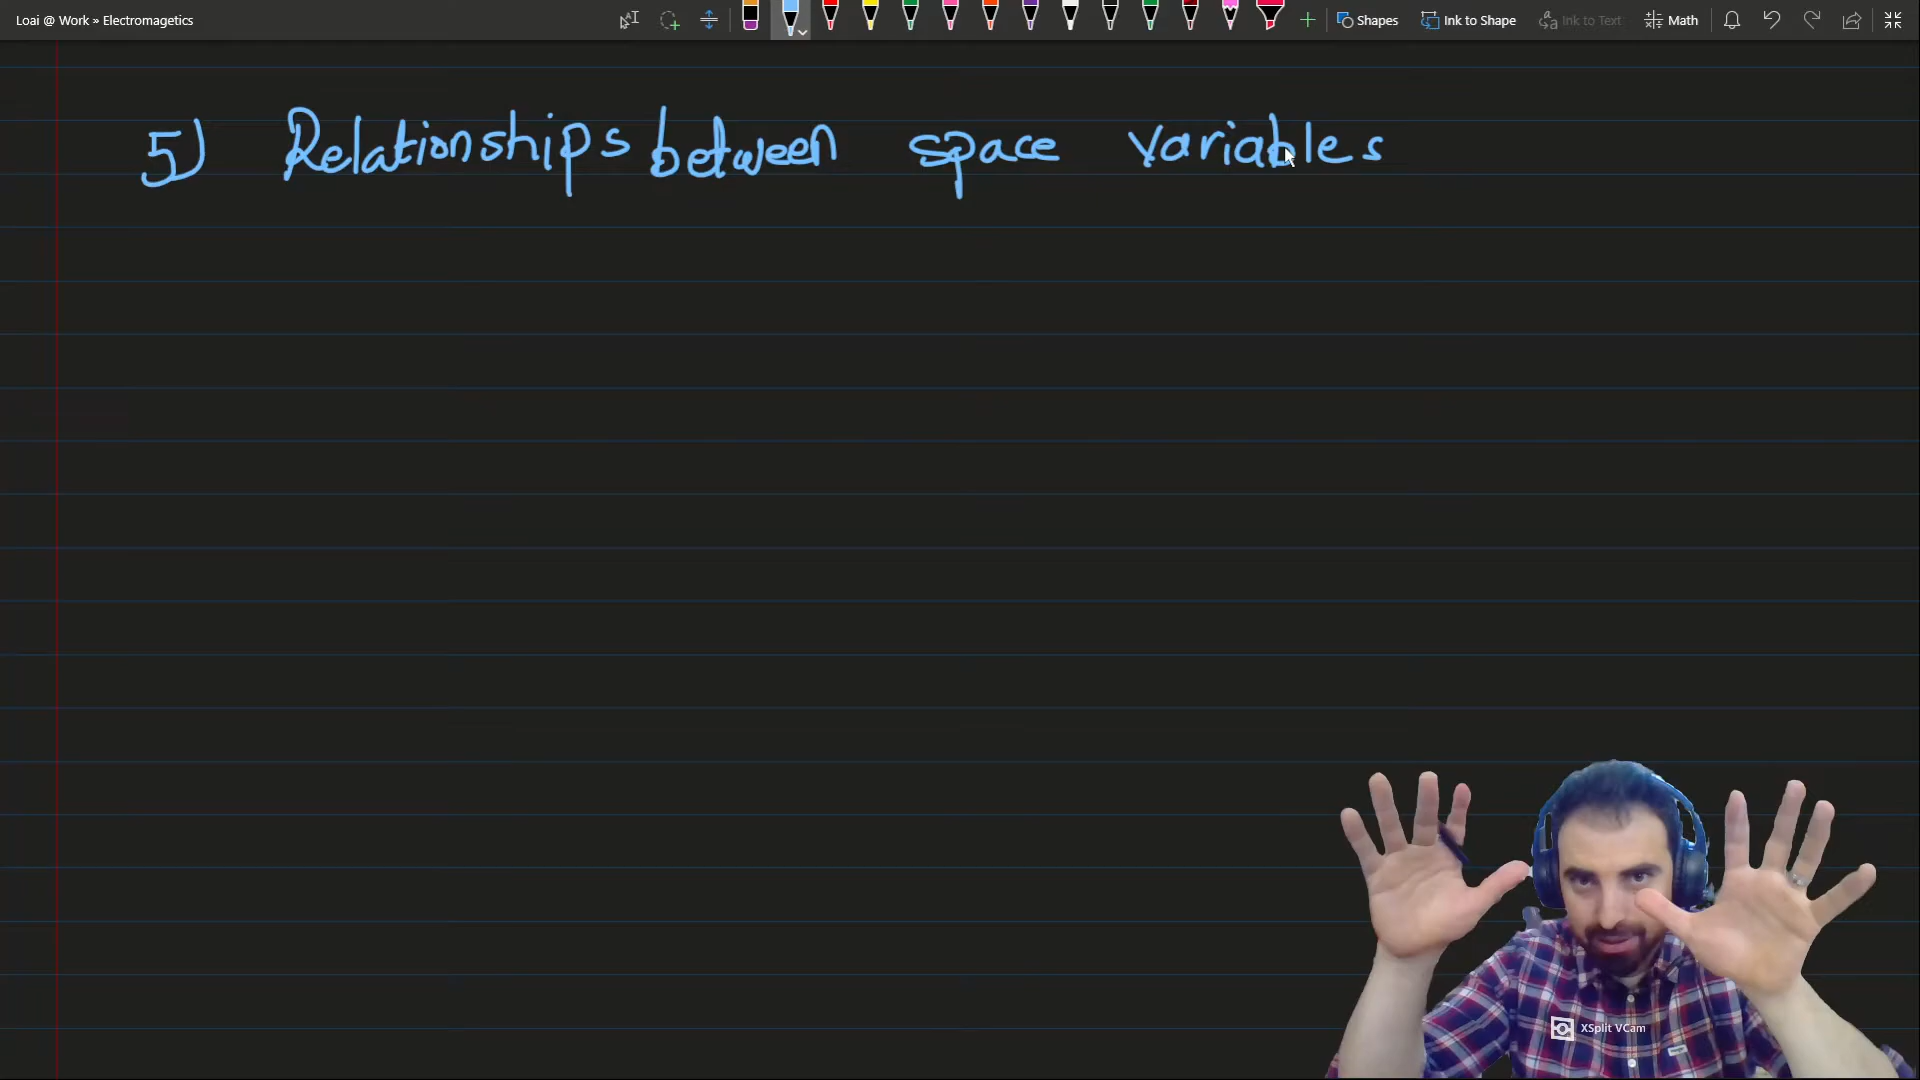 Loai @ Work » Electromagetics
Shapes
Ink to Shape
Ink to Text
Math
5) Relationships between space variables
XSplit VCam